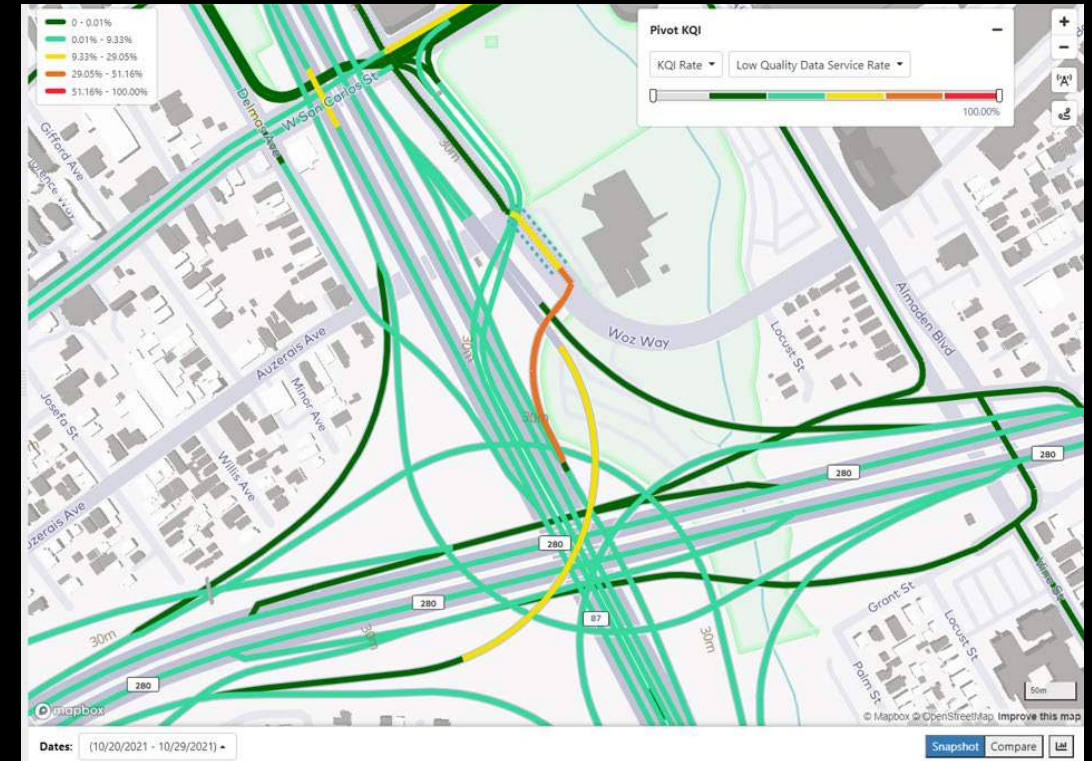 0 - 0.01%
0.01% - 9.33%
9.33% - 29.05%
29.05% - 51.16%
51.16% - 100.00%
Pivot KQI
KQI Rate
Low Quality Data Service Rate
100.00%
W San Carlos St
Delmas Ave
Gifford Ave
30m
Auzerais Ave
Minor Ave
Josefa St
Willis Ave
30m
Woz Way
Locust St
Almaden Blvd
30m
280
280
280
280
280
87
30m
30m
30m
Grant St
Locust St
Palm St
Vine St
50m
mapbox
© Mapbox © OpenStreetMap Improve this map
Dates:
(10/20/2021 - 10/29/2021)
Snapshot
Compare